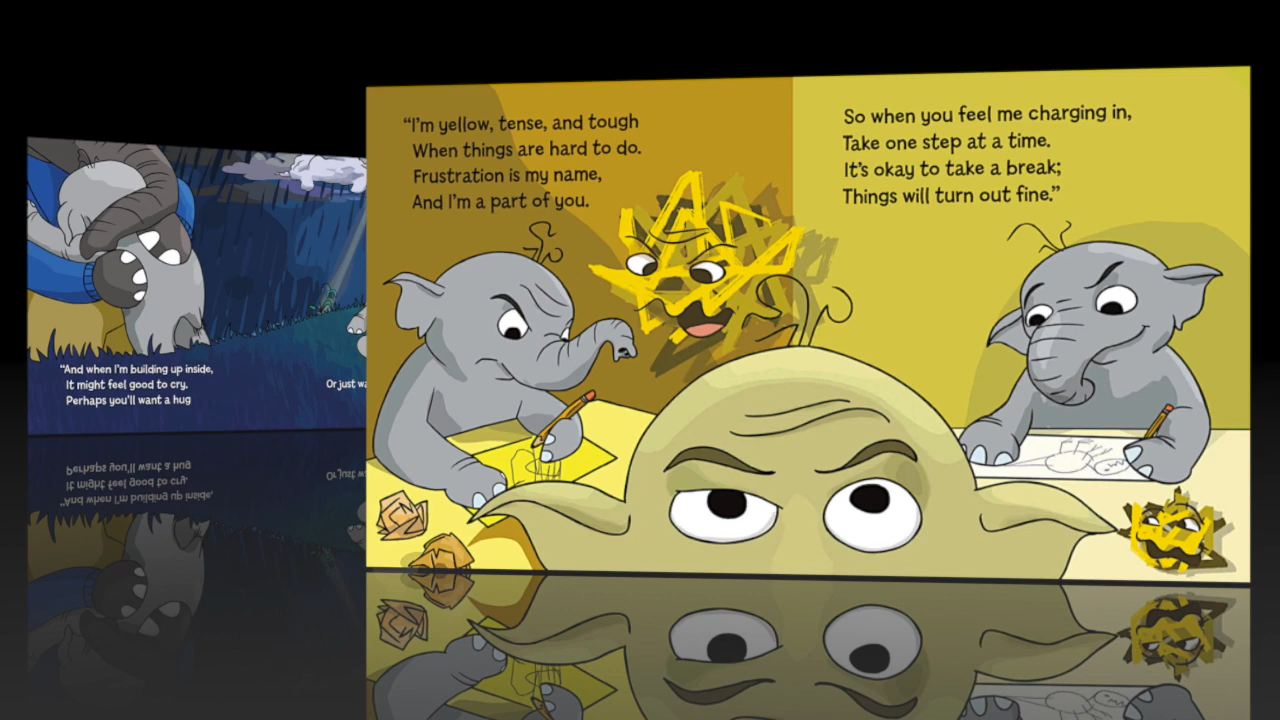 “And when I’m building up inside,
It might feel good to cry.
Perhaps you’ll want a hug
Or just wa
“I’m yellow, tense, and tough
When things are hard to do.
Frustration is my name,
And I’m a part of you.
So when you feel me charging in,
Take one step at a time.
It’s okay to take a break;
Things will turn out fine.”